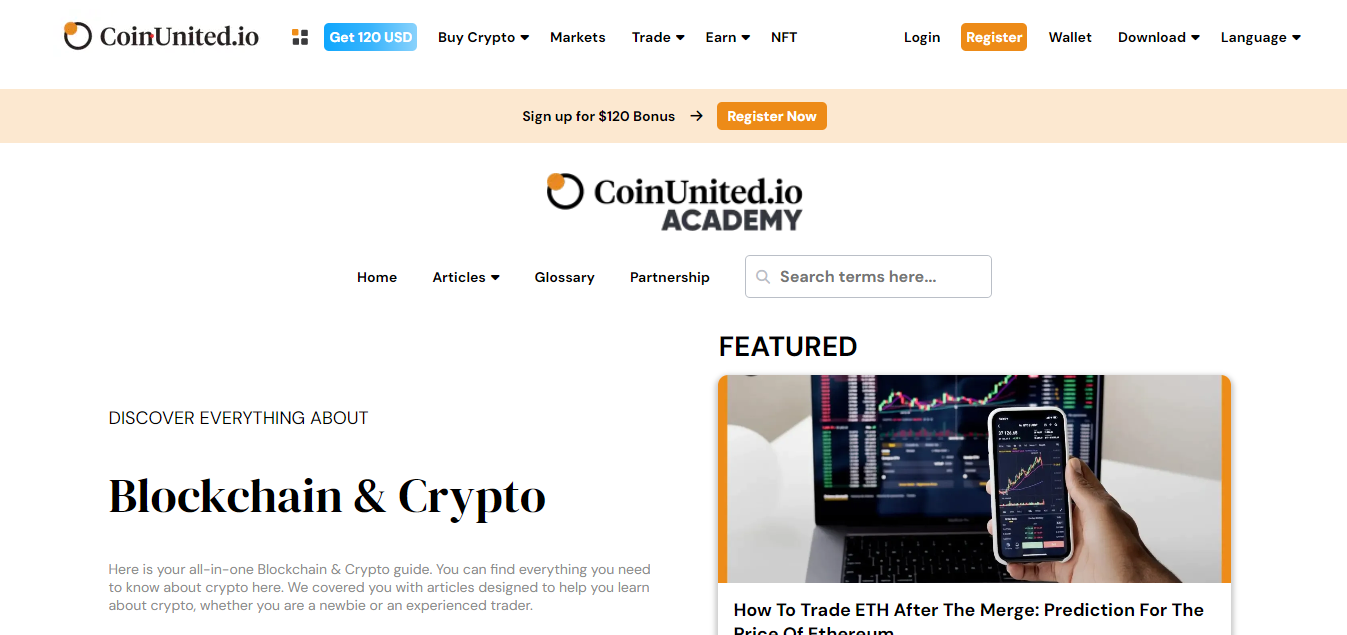 CoinUnited.io
Get 120 USD
Buy Crypto
Markets
Trade
Earn
NFT
Login
Register
Wallet
Download
Language
Sign up for $120 Bonus → Register Now
CoinUnited.io
ACADEMY
Home
Articles
Glossary
Partnership
Search terms here...
FEATURED
DISCOVER EVERYTHING ABOUT
Blockchain & Crypto
Here is your all-in-one Blockchain & Crypto guide. You can find everything you need
to know about crypto here. We covered you with articles designed to help you learn
about crypto, whether you are a newbie or an experienced trader.
How To Trade ETH After The Merge: Prediction For The
Price Of Ethereum